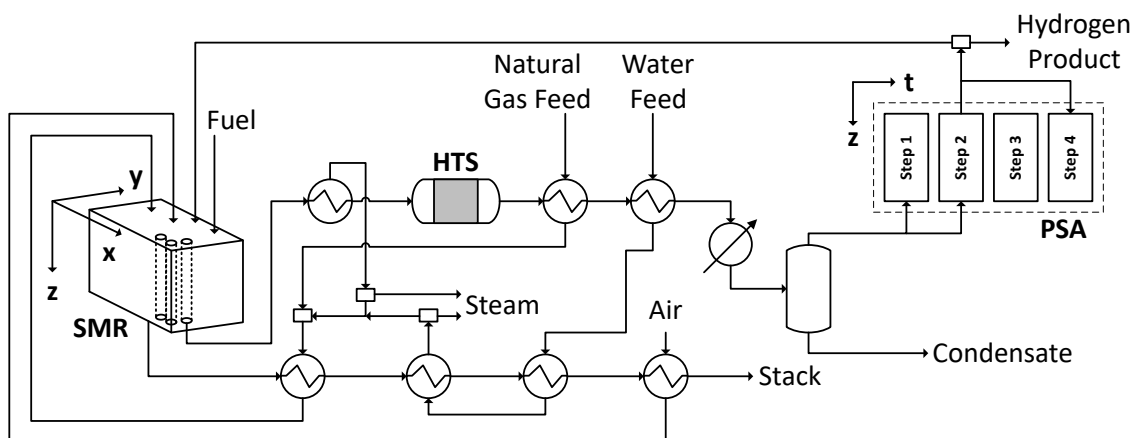 Hydrogen
Product
Natural
Gas Feed
Water
Feed
t
z
Step 1
Step 2
Step 3
Step 4
PSA
Fuel
HTS
y
x
z
SMR
Steam
Air
Stack
Condensate